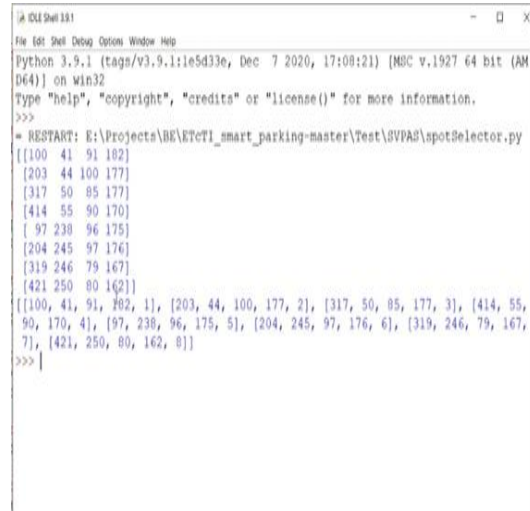 IDLE Shell 3.9.1
File Edit Shell Debug Options Window Help
Python 3.9.1 (tags/v3.9.1:1e5d33e, Dec 7 2020, 17:08:21) [MSC v.1927 64 bit (AM
D64)] on win32
Type "help", "copyright", "credits" or "license()" for more information.
>>>
= RESTART: E:\Projects\BE\ETcTI_smart_parking-master\Test\SVPAS\spotSelector.py
[[100 41 91 182]
[203 44 100 177]
[317 50 85 177]
[414 55 90 170]
[ 97 238 96 175]
[204 245 97 176]
[319 246 79 167]
[421 250 80 162]]
[[100, 41, 91, 182, 1], [203, 44, 100, 177, 2], [317, 50, 85, 177, 3], [414, 55,
90, 170, 4], [97, 238, 96, 175, 5], [204, 245, 97, 176, 6], [319, 246, 79, 167,
7], [421, 250, 80, 162, 8]]
>>>